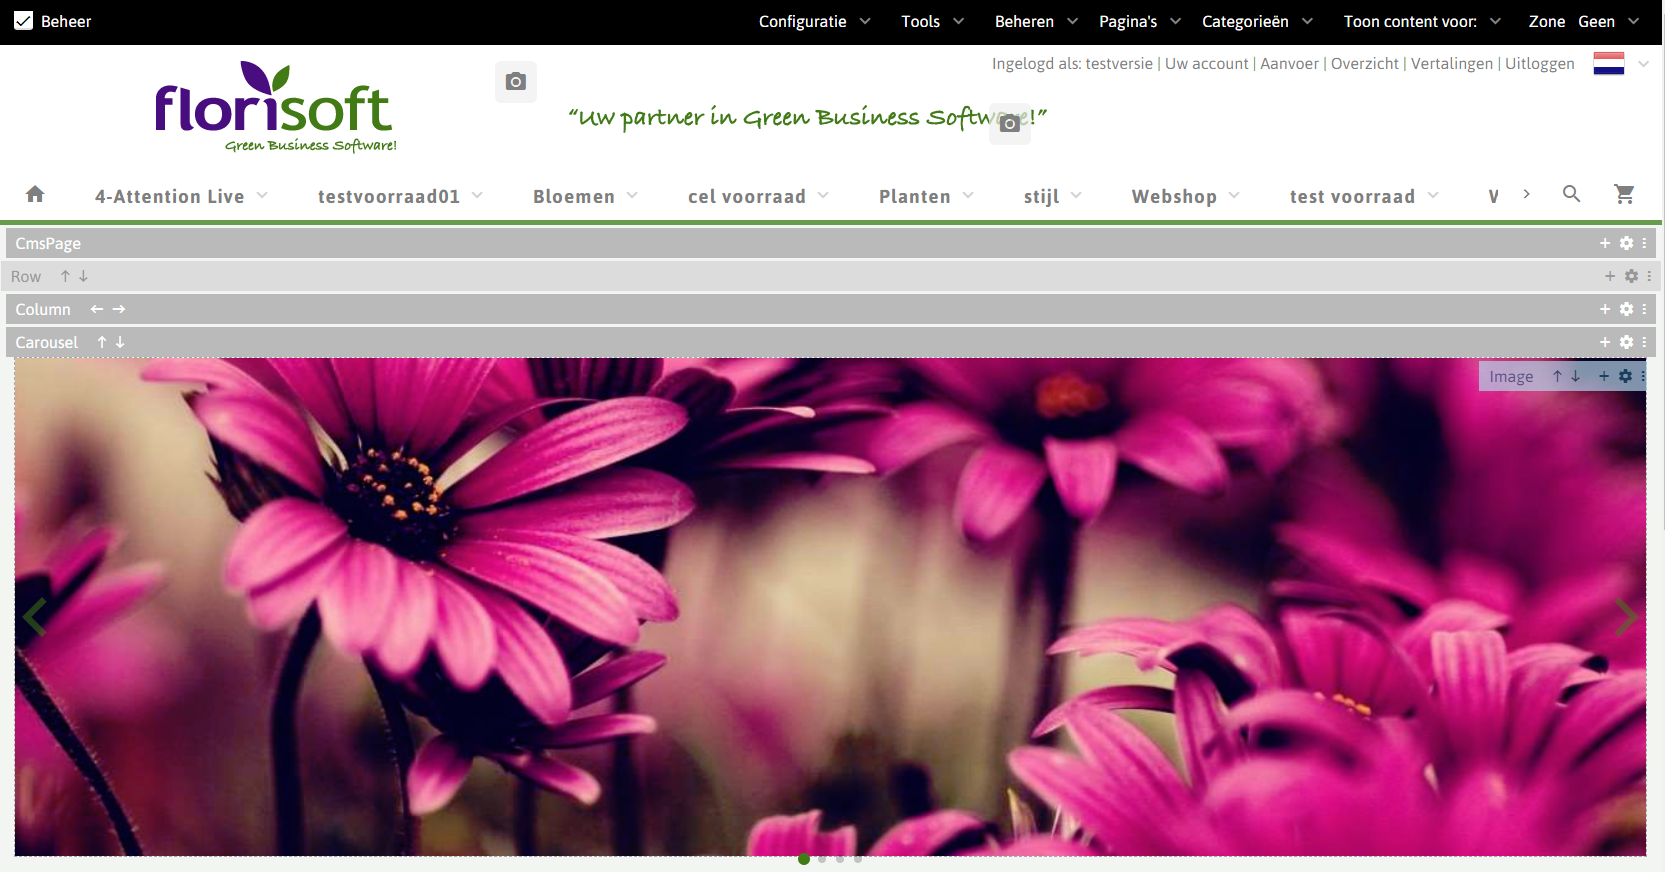 Beheer Configuratie Tools Beheren Pagina's Categorieën Toon content voor: Zone Geen
Ingelogd als: testversie | Uw account | Aanvoer | Overzicht | Vertalingen | Uitloggen
florisoft
Green Business Software!
“Uw partner in Green Business Software!”
4-Attention Live testvoorraad01 Bloemen cel voorraad Planten stijl Webshop test voorraad
CmsPage
Row
Column
Carousel
Image